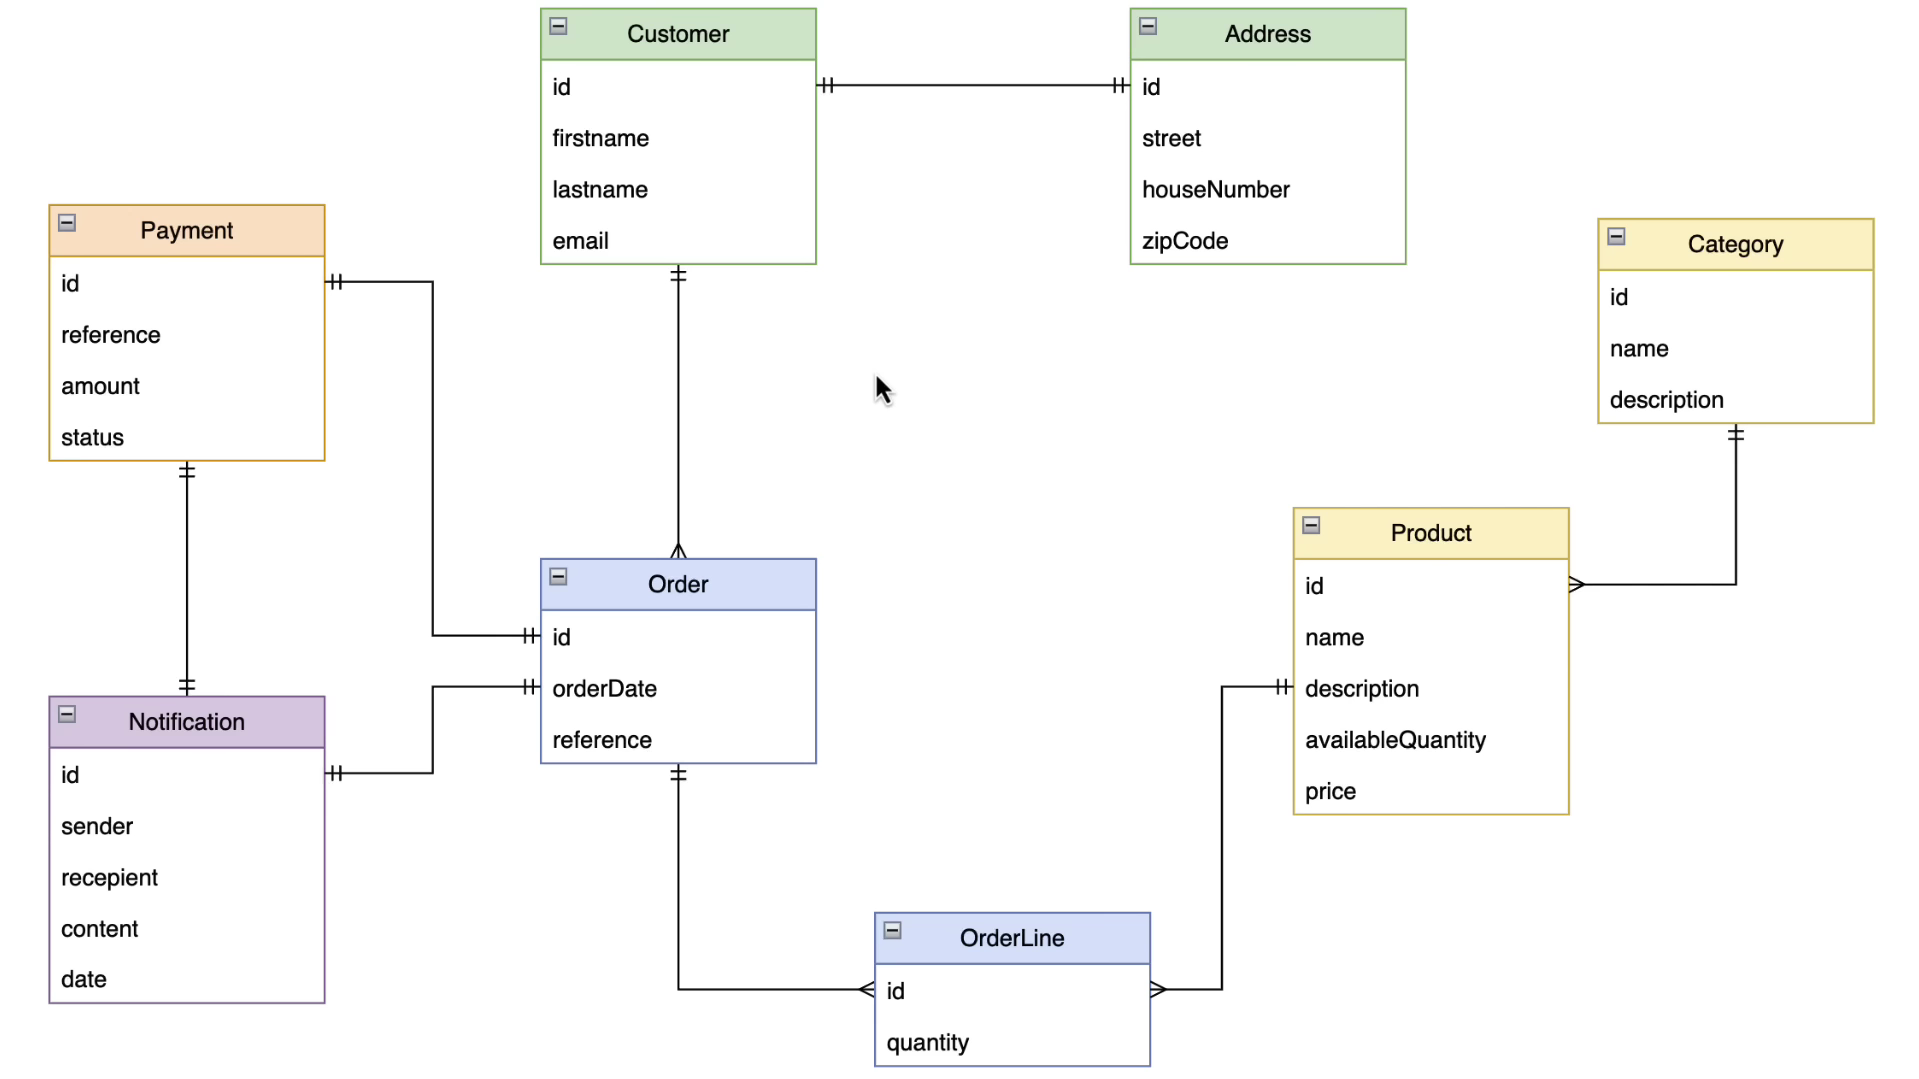 Customer
id
firstname
lastname
email
Address
id
street
houseNumber
zipCode
Payment
id
reference
amount
status
Category
id
name
description
Product
id
name
description
availableQuantity
price
Order
id
orderDate
reference
Notification
id
sender
recepient
content
date
OrderLine
id
quantity